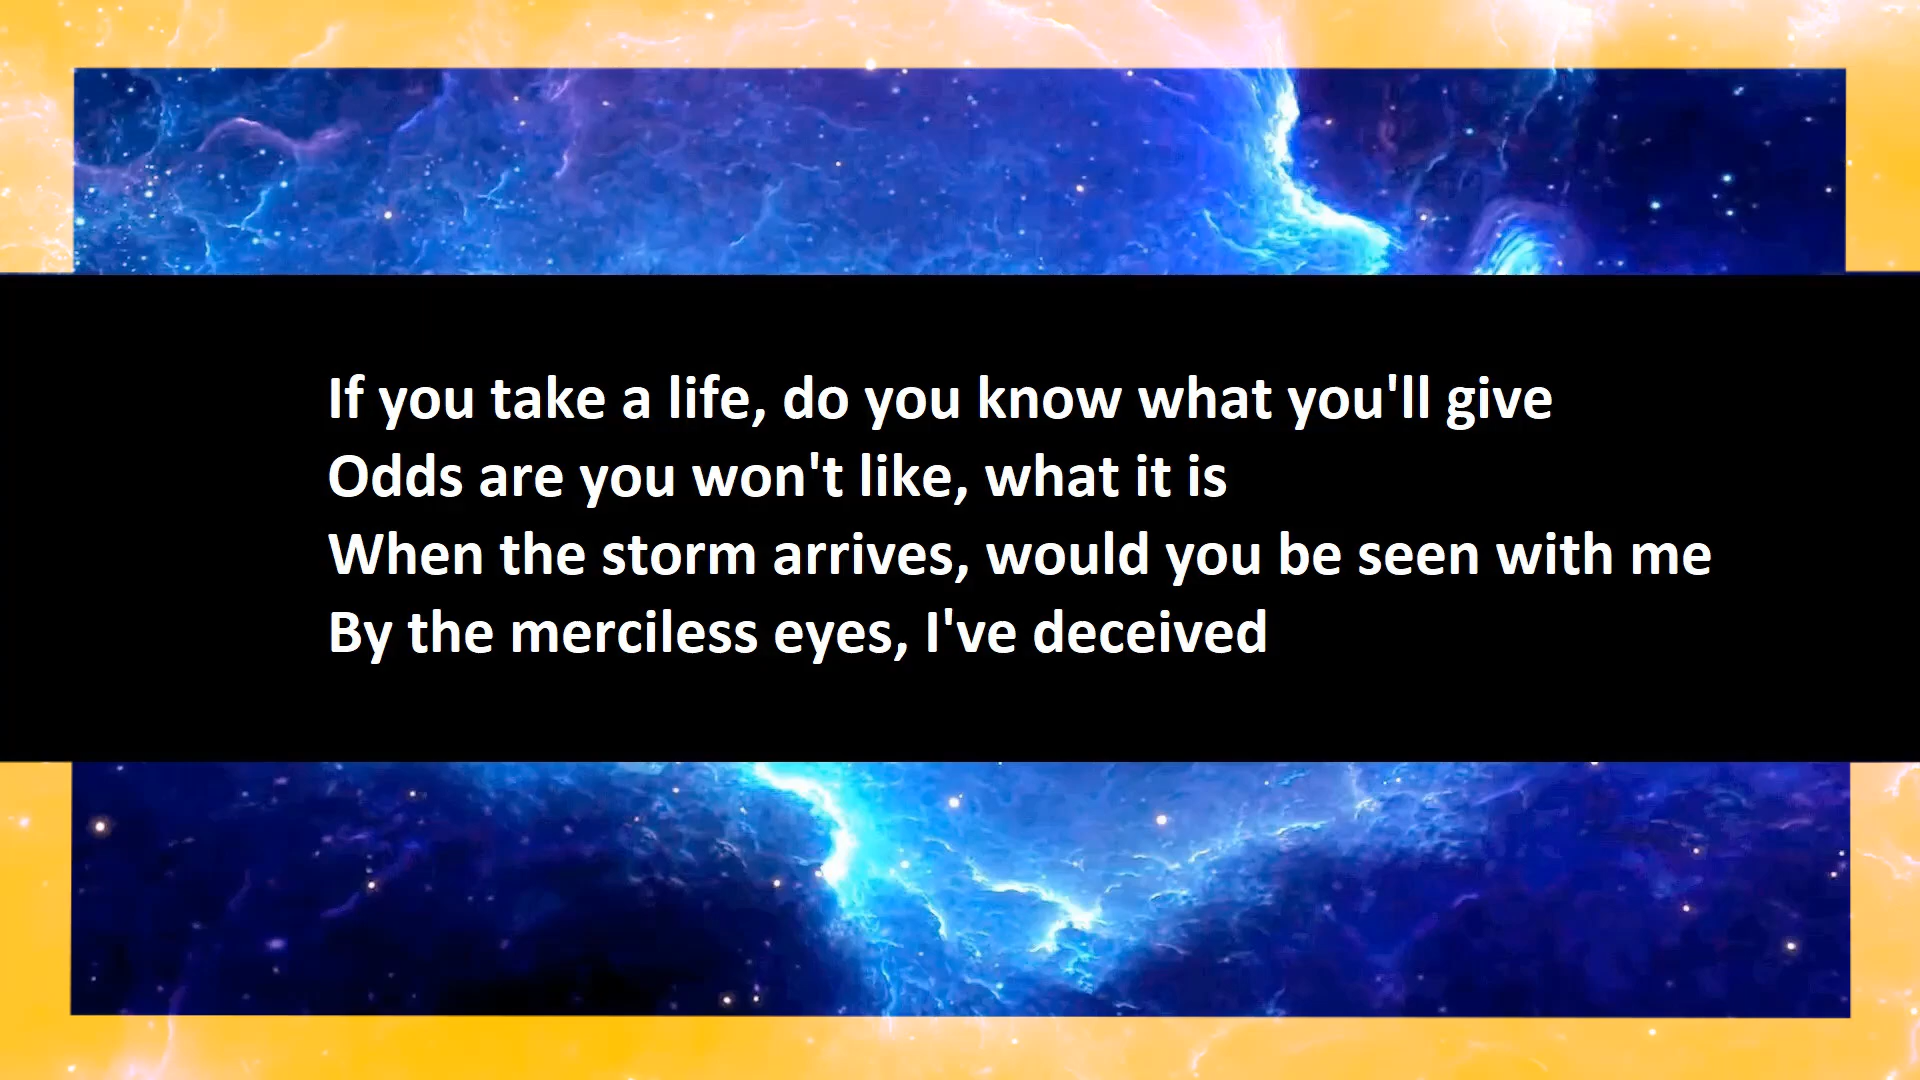 If you take a life, do you know what you'll give
Odds are you won't like, what it is
When the storm arrives, would you be seen with me
By the merciless eyes, I've deceived